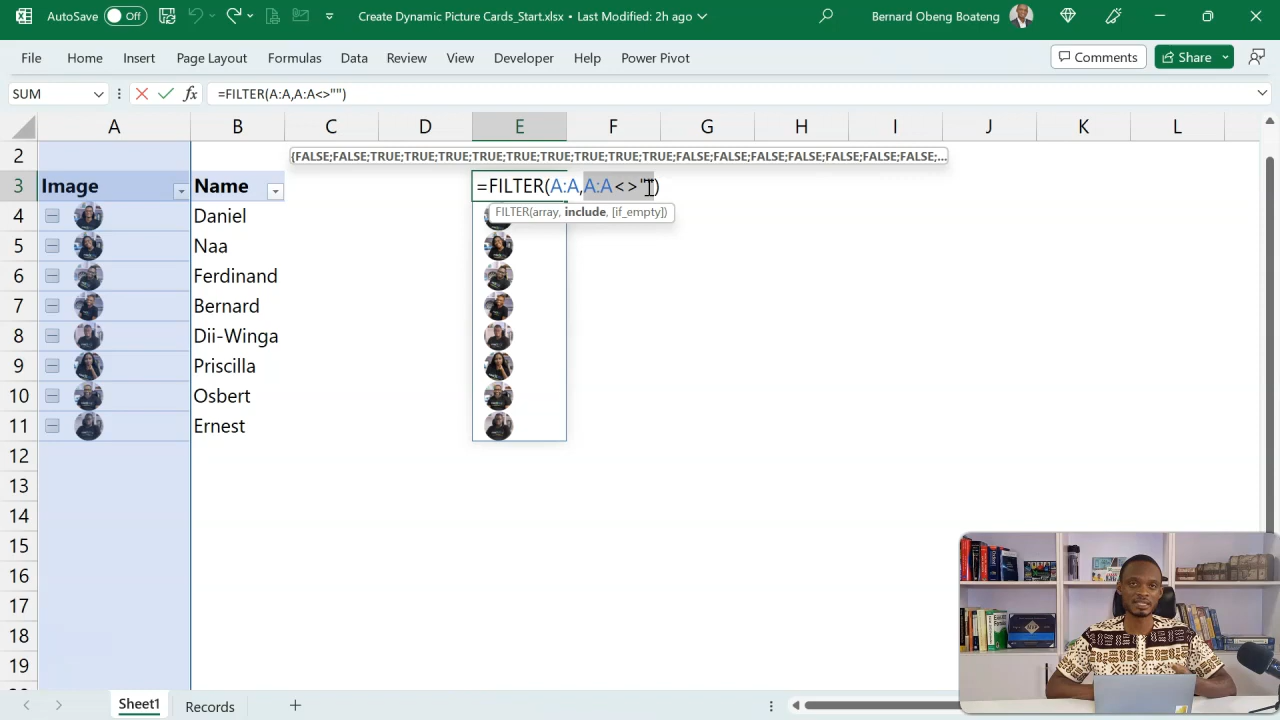 AutoSave Off Create Dynamic Picture Cards_Start.xlsx • Last Modified: 2h ago Bernard Obeng Boateng
File Home Insert Page Layout Formulas Data Review View Developer Help Power Pivot Comments Share
SUM fx =FILTER(A:A,A:A<>"")
A B C D E F G H I J K L
2 {FALSE;FALSE;TRUE;TRUE;TRUE;TRUE;TRUE;TRUE;TRUE;TRUE;TRUE;FALSE;FALSE;FALSE;FALSE;FALSE;FALSE;FALSE;...
3 Image Name =FILTER(A:A,A:A<>"")
4 Daniel FILTER(array, include, [if_empty])
5 Naa
6 Ferdinand
7 Bernard
8 Dii-Winga
9 Priscilla
10 Osbert
11 Ernest
12
13
14
15
16
17
18
19
Sheet1 Records